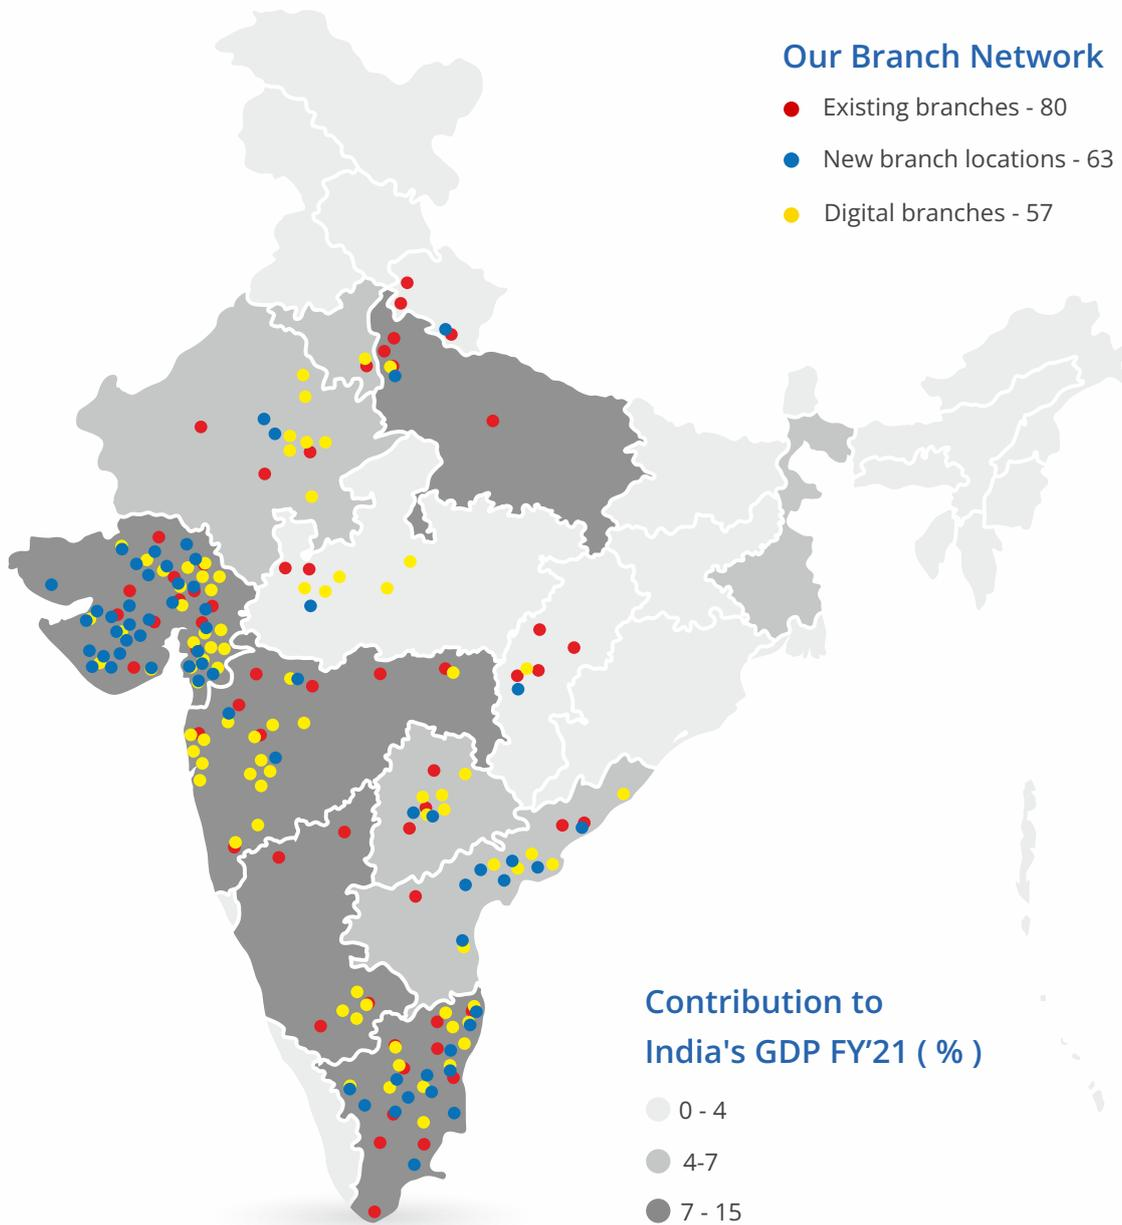 Our Branch Network
Existing branches - 80
New branch locations - 63
Digital branches - 57
Contribution to
India's GDP FY’21 ( % )
0 - 4
4-7
7 - 15